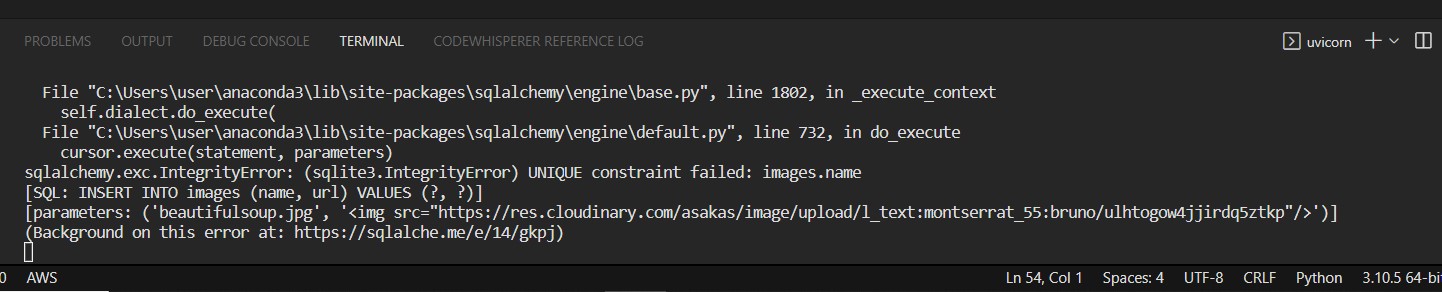 PROBLEMS OUTPUT DEBUG CONSOLE TERMINAL CODEWHISPERER REFERENCE LOG uvicorn
File "C:\Users\user\anaconda3\lib\site-packages\sqlalchemy\engine\base.py", line 1802, in _execute_context
self.dialect.do_execute(
File "C:\Users\user\anaconda3\lib\site-packages\sqlalchemy\engine\default.py", line 732, in do_execute
cursor.execute(statement, parameters)
sqlalchemy.exc.IntegrityError: (sqlite3.IntegrityError) UNIQUE constraint failed: images.name
[SQL: INSERT INTO images (name, url) VALUES (?, ?)]
[parameters: ('beautifulsoup.jpg', '<img src="https://res.cloudinary.com/asakas/image/upload/l_text:montserrat_55:bruno/ulhtogow4jjirdq5ztkp"/>')]
(Background on this error at: https://sqlalche.me/e/14/gkpj)
0 AWS Ln 54, Col 1 Spaces: 4 UTF-8 CRLF Python 3.10.5 64-bit